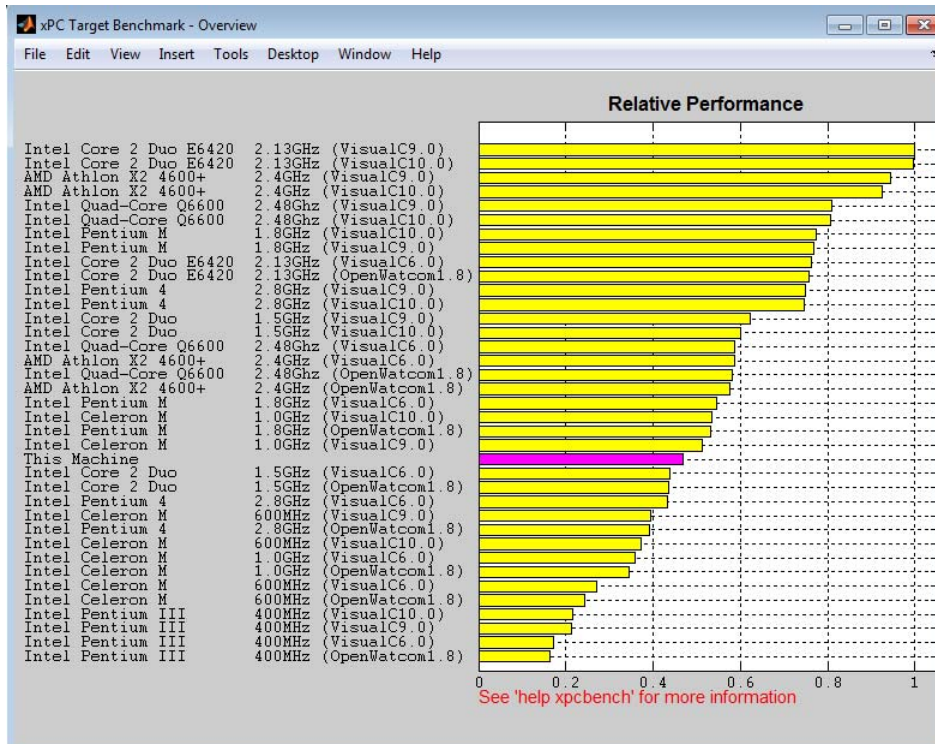 xPC Target Benchmark - Overview
File Edit View Insert Tools Desktop Window Help
Relative Performance
Intel Core 2 Duo E6420 2.13GHz (VisualC9.0)
Intel Core 2 Duo E6420 2.13GHz (VisualC10.0)
AMD Athlon X2 4600+ 2.4GHz (VisualC9.0)
AMD Athlon X2 4600+ 2.4GHz (VisualC10.0)
Intel Quad-Core Q6600 2.48Ghz (VisualC9.0)
Intel Quad-Core Q6600 2.48Ghz (VisualC10.0)
Intel Pentium M 1.8GHz (VisualC10.0)
Intel Pentium M 1.8GHz (VisualC9.0)
Intel Core 2 Duo E6420 2.13GHz (VisualC6.0)
Intel Core 2 Duo E6420 2.13GHz (OpenWatcom1.8)
Intel Pentium 4 2.8GHz (VisualC9.0)
Intel Pentium 4 2.8GHz (VisualC10.0)
Intel Core 2 Duo 1.5GHz (VisualC9.0)
Intel Core 2 Duo 1.5GHz (VisualC10.0)
Intel Quad-Core Q6600 2.48Ghz (VisualC6.0)
AMD Athlon X2 4600+ 2.4GHz (VisualC6.0)
Intel Quad-Core Q6600 2.48Ghz (OpenWatcom1.8)
AMD Athlon X2 4600+ 2.4GHz (OpenWatcom1.8)
Intel Pentium M 1.8GHz (VisualC6.0)
Intel Celeron M 1.0GHz (VisualC10.0)
Intel Pentium M 1.8GHz (OpenWatcom1.8)
Intel Celeron M 1.0GHz (VisualC9.0)
This Machine
Intel Core 2 Duo 1.5GHz (VisualC6.0)
Intel Core 2 Duo 1.5GHz (OpenWatcom1.8)
Intel Pentium 4 2.8GHz (VisualC6.0)
Intel Celeron M 600MHz (VisualC9.0)
Intel Pentium 4 2.8GHz (OpenWatcom1.8)
Intel Celeron M 600MHz (VisualC10.0)
Intel Celeron M 1.0GHz (VisualC6.0)
Intel Celeron M 1.0GHz (OpenWatcom1.8)
Intel Celeron M 600MHz (VisualC6.0)
Intel Celeron M 600MHz (OpenWatcom1.8)
Intel Pentium III 400MHz (VisualC10.0)
Intel Pentium III 400MHz (VisualC9.0)
Intel Pentium III 400MHz (VisualC6.0)
Intel Pentium III 400MHz (OpenWatcom1.8)
0 0.2 0.4 0.6 0.8 1
See 'help xpcbench' for more information